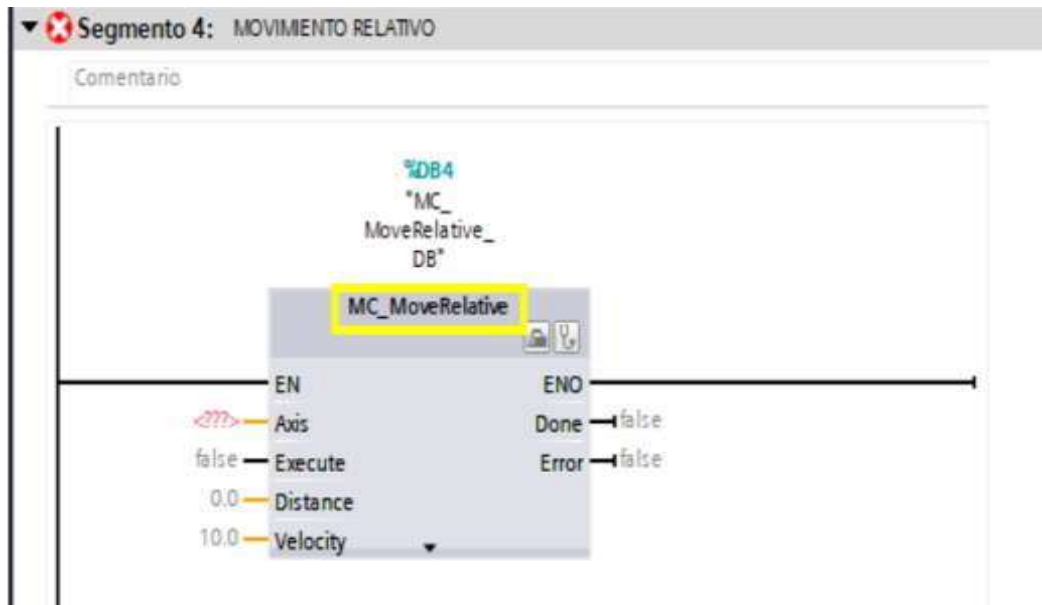 Segmento 4: MOVIMIENTO RELATIVO
Comentario
%DB4
"MC_
MoveRelative_
DB"
MC_MoveRelative
EN ENO
<???> Axis Done false
false Execute Error false
0.0 Distance
10.0 Velocity